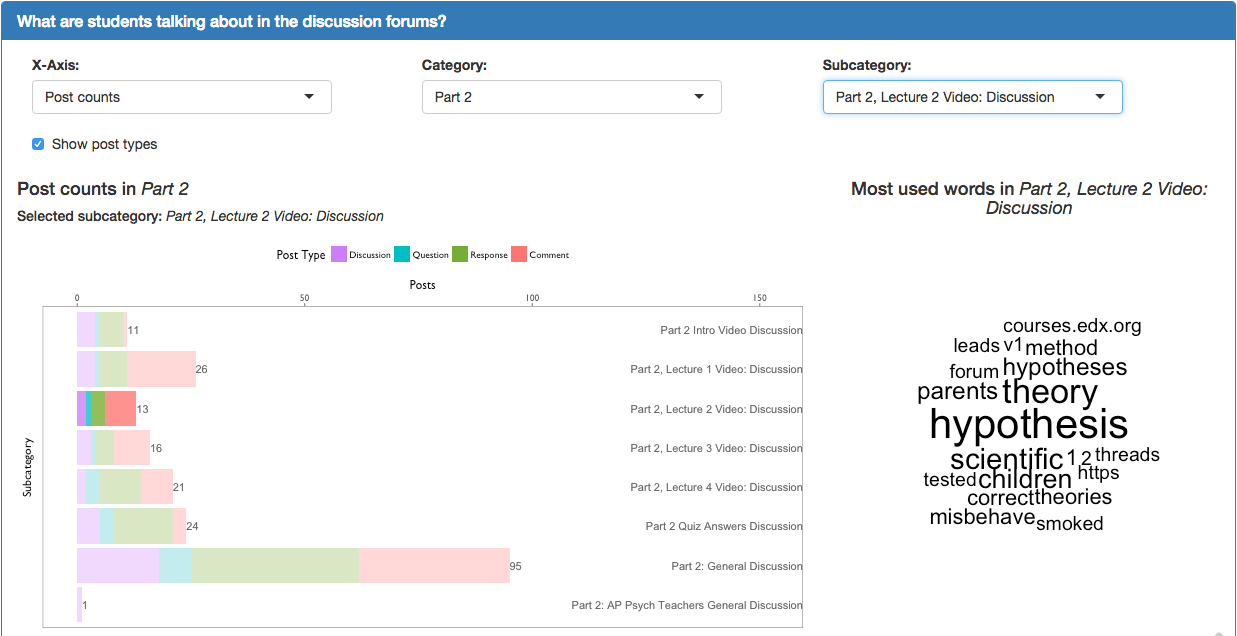 What are students talking about in the discussion forums?
X-Axis: Category: Subcategory:
Post counts Part 2 Part 2, Lecture 2 Video: Discussion
Show post types
Post counts in Part 2
Selected subcategory: Part 2, Lecture 2 Video: Discussion
Most used words in Part 2, Lecture 2 Video:
Discussion
Post Type Discussion Question Response Comment
Posts
0 50 100 150
Subcategory
11 Part 2 Intro Video Discussion
26 Part 2, Lecture 1 Video: Discussion
13 Part 2, Lecture 2 Video: Discussion
16 Part 2, Lecture 3 Video: Discussion
21 Part 2, Lecture 4 Video: Discussion
24 Part 2 Quiz Answers Discussion
95 Part 2: General Discussion
1 Part 2: AP Psych Teachers General Discussion
courses.edx.org
leads v1 method
forum hypotheses
parents theory
hypothesis
scientific 1 2 threads
tested children https
correct theories
misbehave smoked